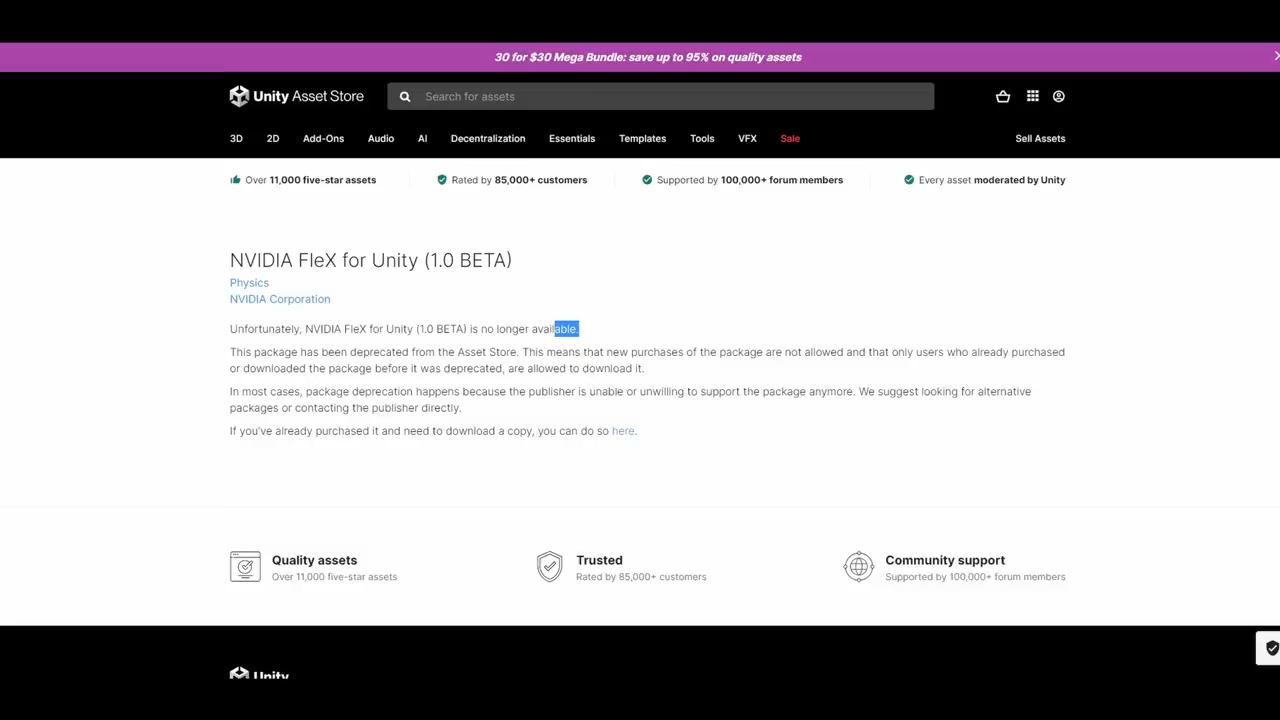 30 for $30 Mega Bundle: save up to 95% on quality assets
Unity Asset Store
Search for assets
3D 2D Add-Ons Audio AI Decentralization Essentials Templates Tools VFX Sale Sell Assets
Over 11,000 five-star assets Rated by 85,000+ customers Supported by 100,000+ forum members Every asset moderated by Unity
NVIDIA FleX for Unity (1.0 BETA)
Physics
NVIDIA Corporation
Unfortunately, NVIDIA FleX for Unity (1.0 BETA) is no longer available.
This package has been deprecated from the Asset Store. This means that new purchases of the package are not allowed and that only users who already purchased
or downloaded the package before it was deprecated, are allowed to download it.
In most cases, package deprecation happens because the publisher is unable or unwilling to support the package anymore. We suggest looking for alternative
packages or contacting the publisher directly.
If you've already purchased it and need to download a copy, you can do so here.
Quality assets Trusted Community support
Over 11,000 five-star assets Rated by 85,000+ customers Supported by 100,000+ forum members
Unity